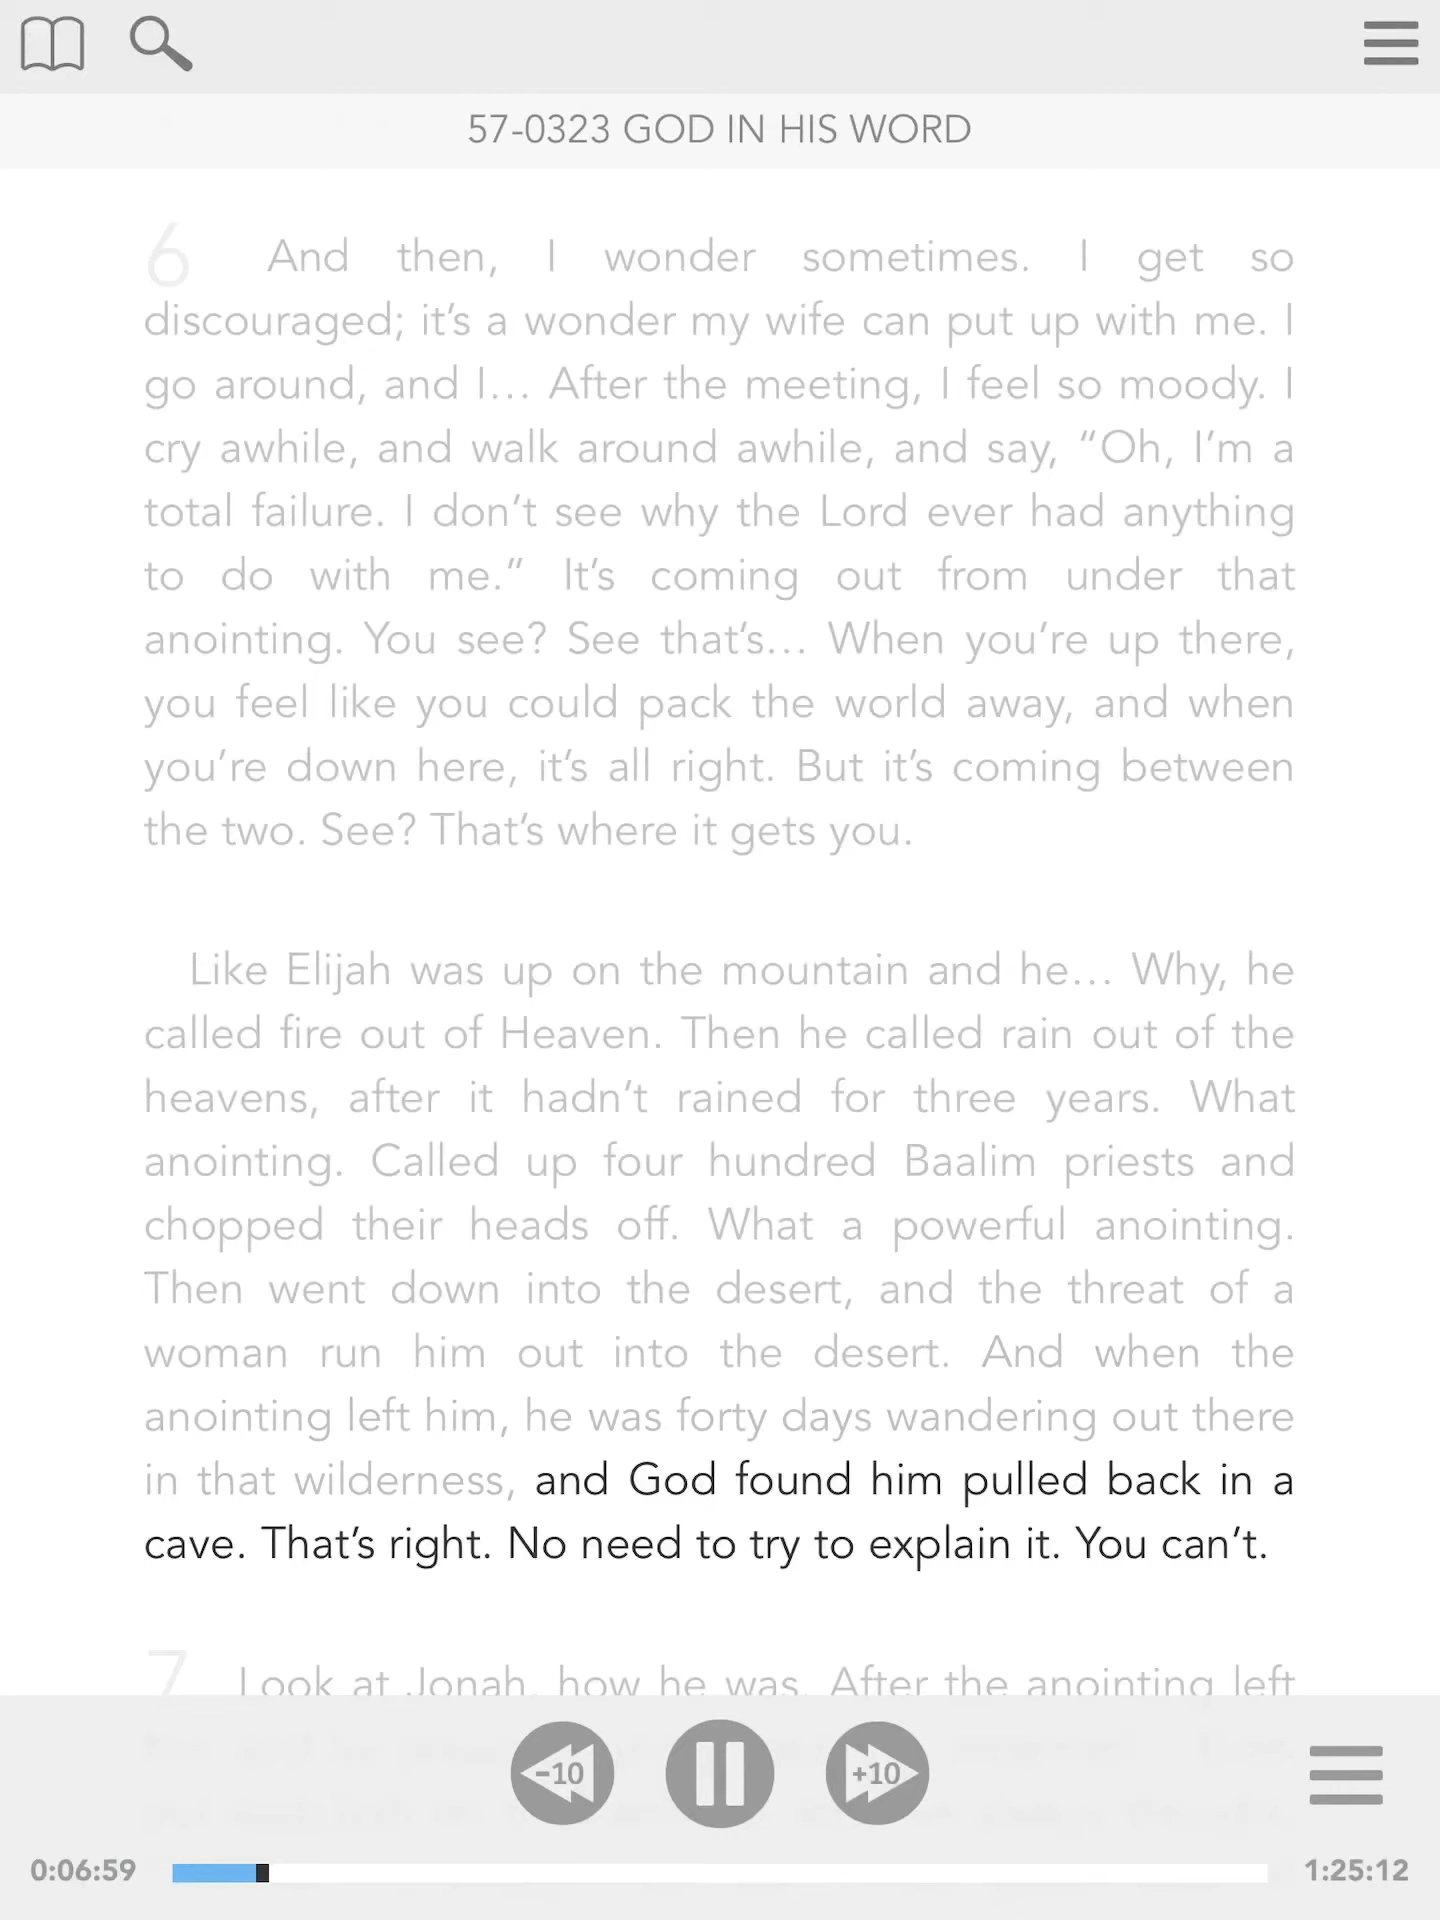 57-0323 GOD IN HIS WORD
6 And then, I wonder sometimes. I get so
discouraged; it’s a wonder my wife can put up with me. I
go around, and I… After the meeting, I feel so moody. I
cry awhile, and walk around awhile, and say, “Oh, I’m a
total failure. I don’t see why the Lord ever had anything
to do with me.” It’s coming out from under that
anointing. You see? See that’s… When you’re up there,
you feel like you could pack the world away, and when
you’re down here, it’s all right. But it’s coming between
the two. See? That’s where it gets you.
Like Elijah was up on the mountain and he… Why, he
called fire out of Heaven. Then he called rain out of the
heavens, after it hadn’t rained for three years. What
anointing. Called up four hundred Baalim priests and
chopped their heads off. What a powerful anointing.
Then went down into the desert, and the threat of a
woman run him out into the desert. And when the
anointing left him, he was forty days wandering out there
in that wilderness, and God found him pulled back in a
cave. That’s right. No need to try to explain it. You can’t.
7 Look at Jonah, how he was. After the anointing left
-10 +10
0:06:59 1:25:12